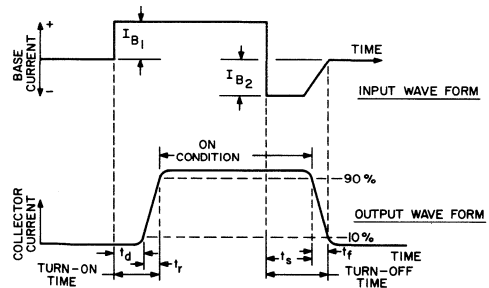 +
BASE
CURRENT
-
I B1
I B2
TIME
INPUT WAVE FORM
ON
CONDITION
90%
COLLECTOR
CURRENT
OUTPUT WAVE FORM
10%
TIME
td
tr
ts
tf
TURN-ON
TIME
TURN-OFF
TIME